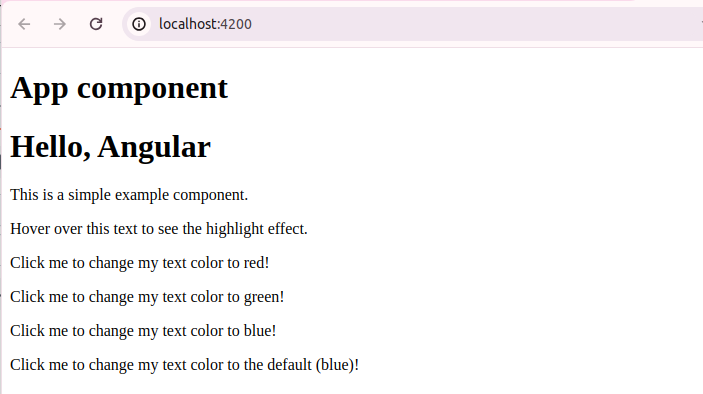 localhost:4200
App component
Hello, Angular
This is a simple example component.
Hover over this text to see the highlight effect.
Click me to change my text color to red!
Click me to change my text color to green!
Click me to change my text color to blue!
Click me to change my text color to the default (blue)!